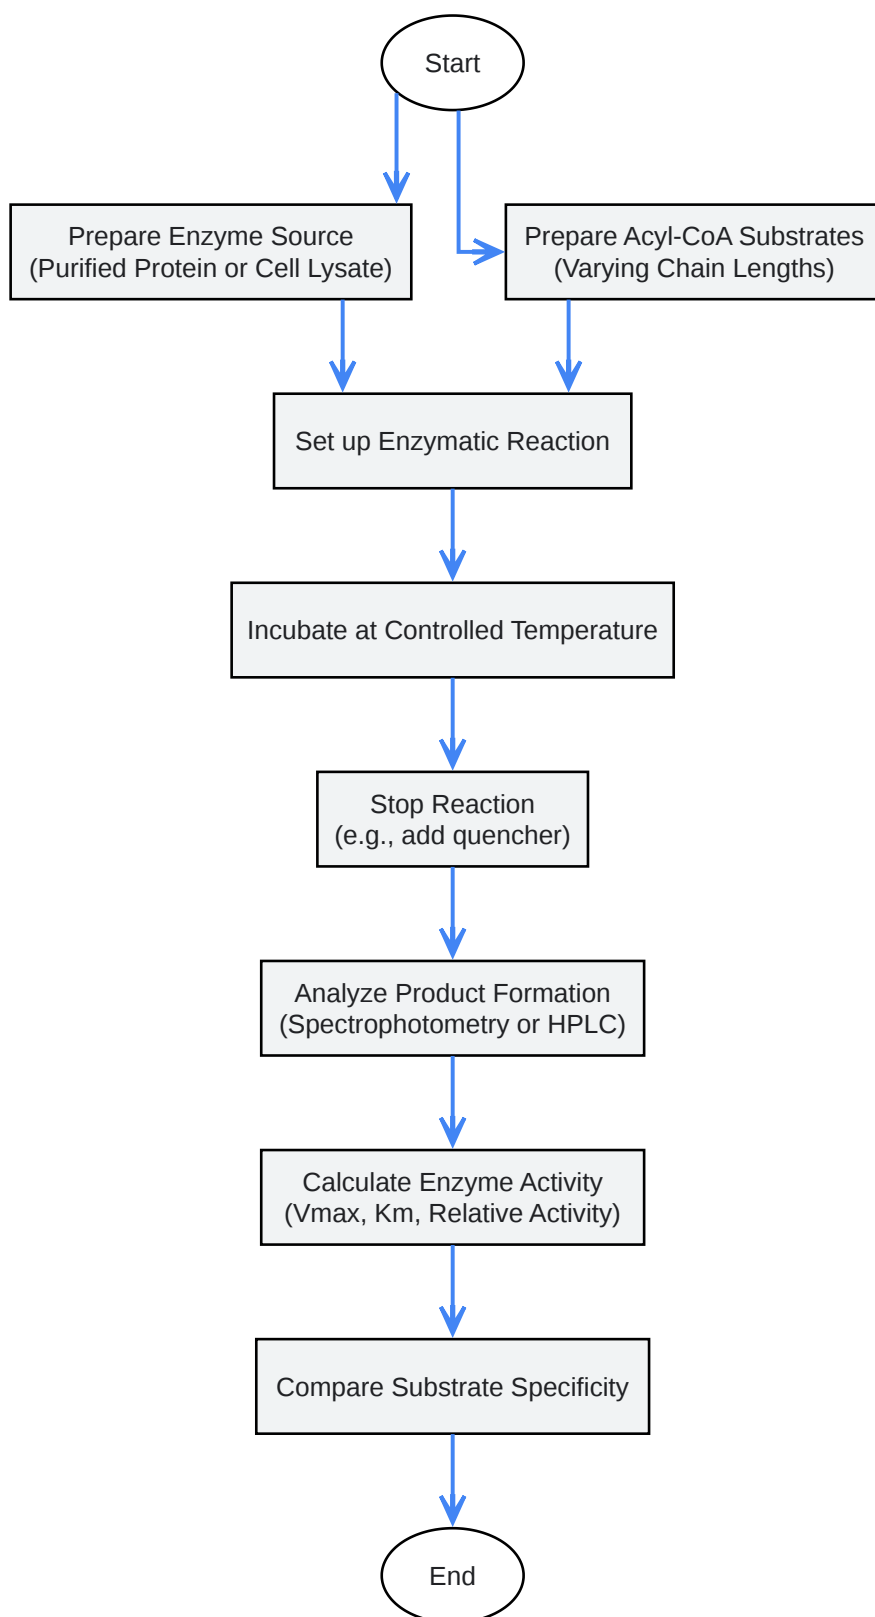 Start
Prepare Enzyme Source
(Purified Protein or Cell Lysate)
Prepare Acyl-CoA Substrates
(Varying Chain Lengths)
Set up Enzymatic Reaction
Incubate at Controlled Temperature
Stop Reaction
(e.g., add quencher)
Analyze Product Formation
(Spectrophotometry or HPLC)
Calculate Enzyme Activity
(Vmax, Km, Relative Activity)
Compare Substrate Specificity
End